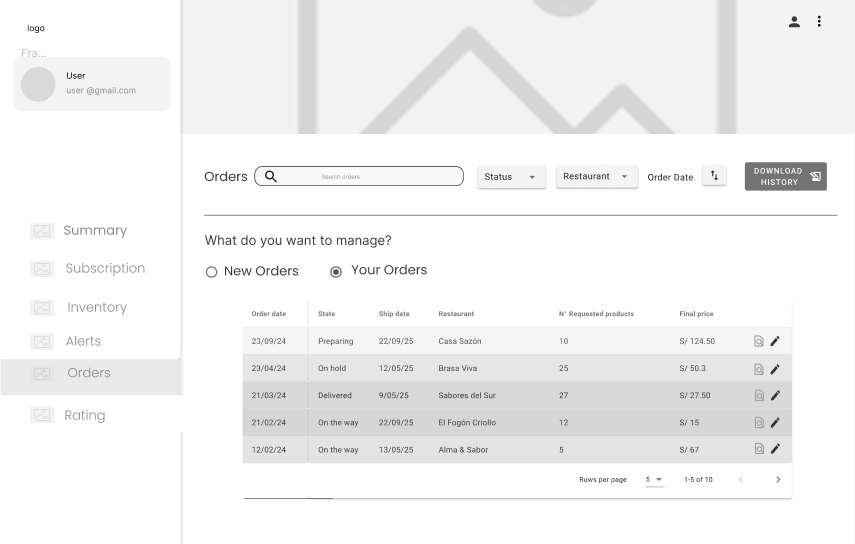 logo
Fra...
User
user @gmail.com
Summary
Subscription
Inventory
Alerts
Orders
Rating
Orders
Search orders
Status
Restaurant
Order Date
DOWNLOAD
HISTORY
What do you want to manage?
New Orders Your Orders
Order date State Ship date Restaurant N° Requested products Final price
23/09/24 Preparing 22/09/25 Casa Sazón 10 S/ 124.50
23/04/24 On hold 12/05/25 Brasa Viva 25 S/ 50.3
21/03/24 Delivered 9/05/25 Sabores del Sur 27 S/ 27.50
21/02/24 On the way 22/09/25 El Fogón Criollo 12 S/ 15
12/02/24 On the way 13/05/25 Alma & Sabor 5 S/ 67
Rows per page 5 1-5 of 10